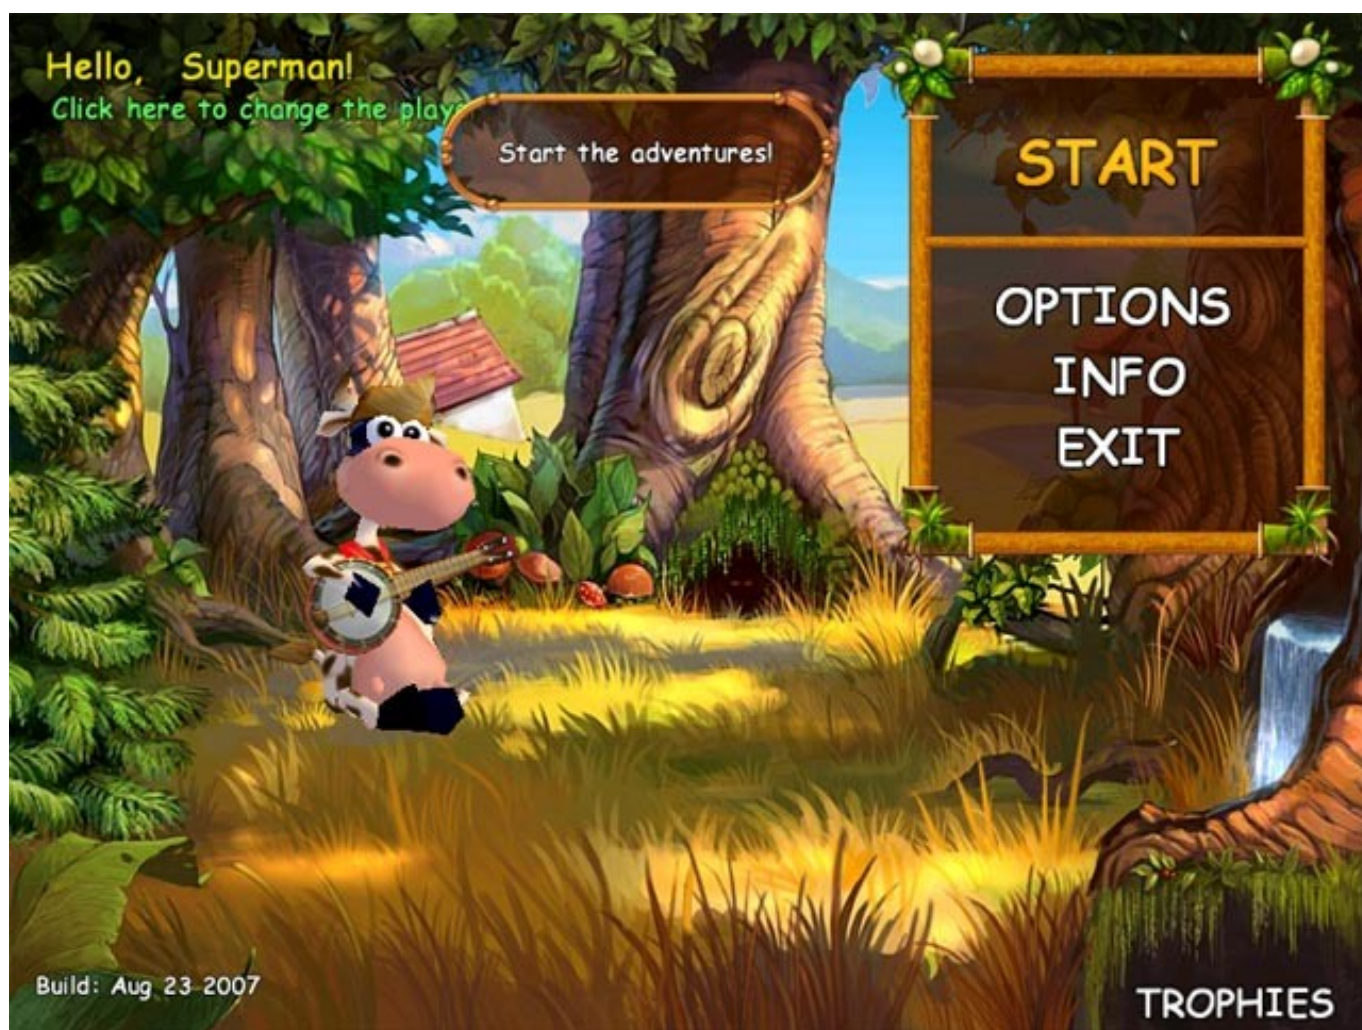 Hello, Superman!
Click here to change the play
Start the adventures!
START
OPTIONS
INFO
EXIT
Build: Aug 23 2007
TROPHIES